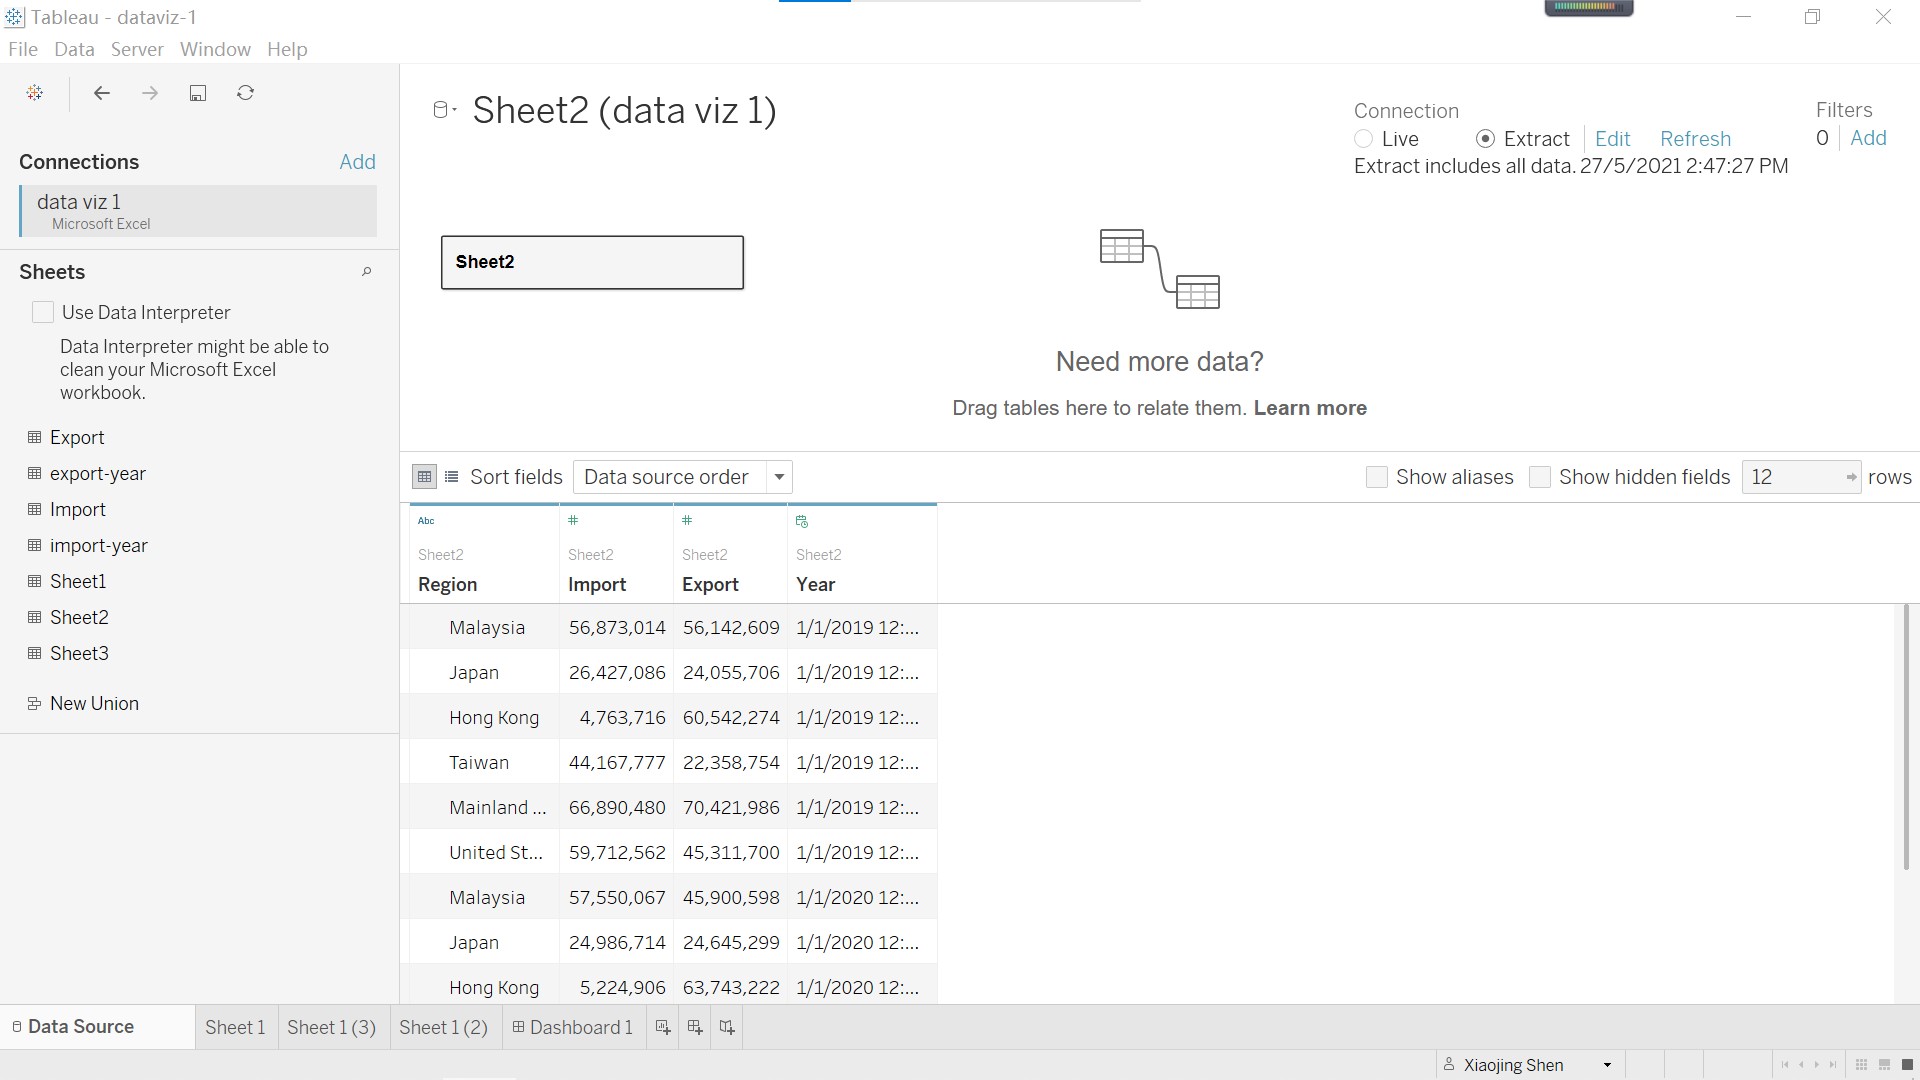 Tableau - dataviz-1
File Data Server Window Help
Connections Add
data viz 1
Microsoft Excel
Sheets
Use Data Interpreter
Data Interpreter might be able to
clean your Microsoft Excel
workbook.
Export
export-year
Import
import-year
Sheet1
Sheet2
Sheet3
New Union
Sheet2 (data viz 1)
Connection
Live Extract Edit Refresh
Extract includes all data. 27/5/2021 2:47:27 PM
Filters
0 Add
Sheet2
Need more data?
Drag tables here to relate them. Learn more
Sort fields Data source order Show aliases Show hidden fields 12 rows
Abc # #
Sheet2 Sheet2 Sheet2 Sheet2
Region Import Export Year
Malaysia 56,873,014 56,142,609 1/1/2019 12:...
Japan 26,427,086 24,055,706 1/1/2019 12:...
Hong Kong 4,763,716 60,542,274 1/1/2019 12:...
Taiwan 44,167,777 22,358,754 1/1/2019 12:...
Mainland ... 66,890,480 70,421,986 1/1/2019 12:...
United St... 59,712,562 45,311,700 1/1/2019 12:...
Malaysia 57,550,067 45,900,598 1/1/2020 12:...
Japan 24,986,714 24,645,299 1/1/2020 12:...
Hong Kong 5,224,906 63,743,222 1/1/2020 12:...
Data Source Sheet 1 Sheet 1 (3) Sheet 1 (2) Dashboard 1
Xiaojing Shen